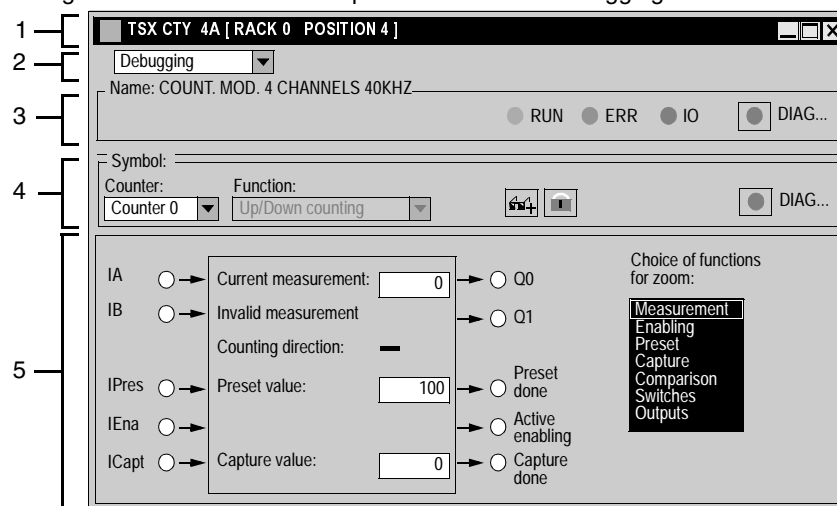 1
TSX CTY 4A [ RACK 0 POSITION 4 ]
2
Debugging
Name: COUNT. MOD. 4 CHANNELS 40KHZ
3
RUN ERR IO DIAG...
Symbol:
4
Counter: Function:
Counter 0 Up/Down counting DIAG...
5
IA Current measurement: 0 Q0
IB Invalid measurement Q1
Counting direction:
IPres Preset value: 100 Preset done
IEna Active enabling
ICapt Capture value: 0 Capture done
Choice of functions
for zoom:
Measurement
Enabling
Preset
Capture
Comparison
Switches
Outputs